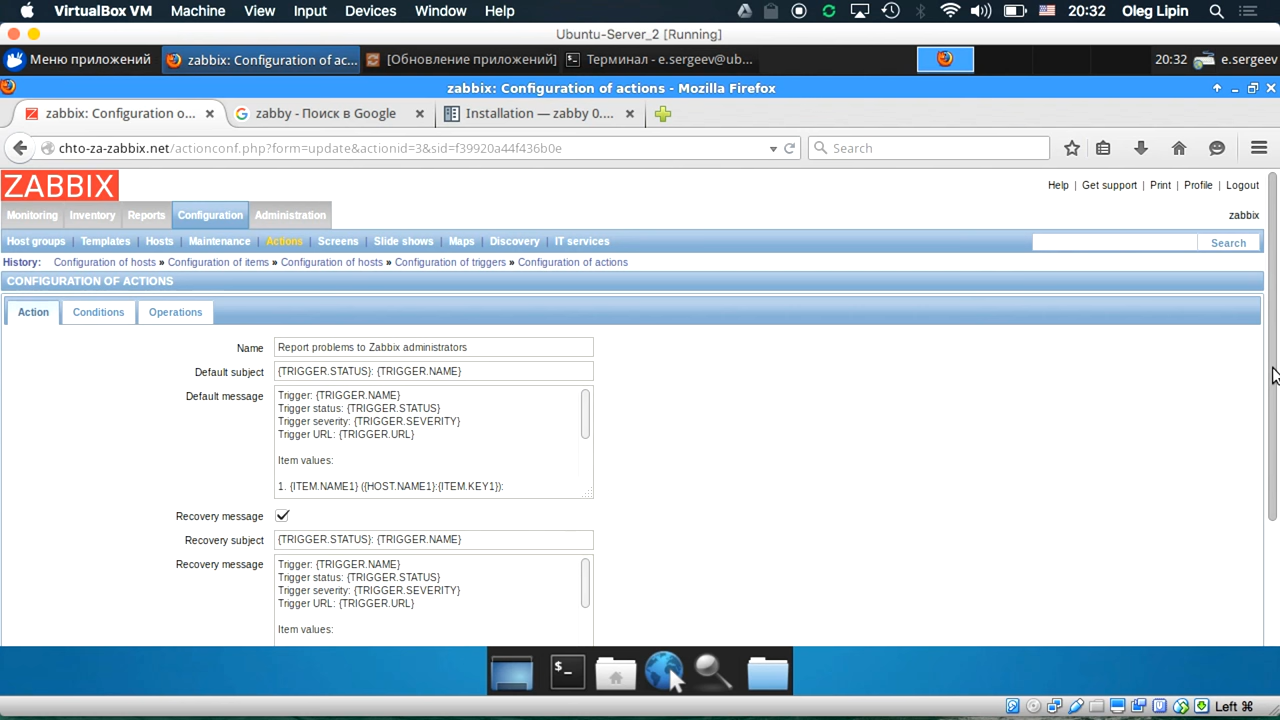 VirtualBox VM Machine View Input Devices Window Help 20:32 Oleg Lipin
Ubuntu-Server_2 [Running]
Меню приложений zabbix: Configuration of ac... [Обновление приложений] Терминал - e.sergeev@ub... 20:32 e.sergeev
zabbix: Configuration of actions - Mozilla Firefox
zabbix: Configuration o... zabby - Поиск в Google Installation — zabby 0....
chto-za-zabbix.net/actionconf.php?form=update&actionid=3&sid=f39920a44f436b0e Search
ZABBIX
Help | Get support | Print | Profile | Logout
Monitoring Inventory Reports Configuration Administration zabbix
Host groups | Templates | Hosts | Maintenance | Actions | Screens | Slide shows | Maps | Discovery | IT services Search
History: Configuration of hosts » Configuration of items » Configuration of hosts » Configuration of triggers » Configuration of actions
CONFIGURATION OF ACTIONS
Action Conditions Operations
Name Report problems to Zabbix administrators
Default subject {TRIGGER.STATUS}: {TRIGGER.NAME}
Default message Trigger: {TRIGGER.NAME}
Trigger status: {TRIGGER.STATUS}
Trigger severity: {TRIGGER.SEVERITY}
Trigger URL: {TRIGGER.URL}
Item values:
1. {ITEM.NAME1} ({HOST.NAME1}:{ITEM.KEY1}):
Recovery message
Recovery subject {TRIGGER.STATUS}: {TRIGGER.NAME}
Recovery message Trigger: {TRIGGER.NAME}
Trigger status: {TRIGGER.STATUS}
Trigger severity: {TRIGGER.SEVERITY}
Trigger URL: {TRIGGER.URL}
Item values:
Left ⌘